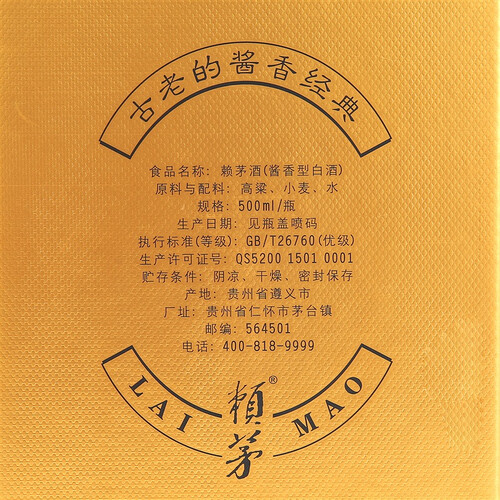 古老的酱香经典
食品名称: 赖茅酒(酱香型白酒)
原料与配料: 高粱、小麦、水
规格: 500ml/瓶
生产日期: 见瓶盖喷码
执行标准(等级): GB/T26760(优级)
生产许可证号: QS5200 1501 0001
贮存条件: 阴凉、干燥、密封保存
产地: 贵州省遵义市
厂址: 贵州省仁怀市茅台镇
邮编: 564501
电话: 400-818-9999
LAI MAO
賴茅®